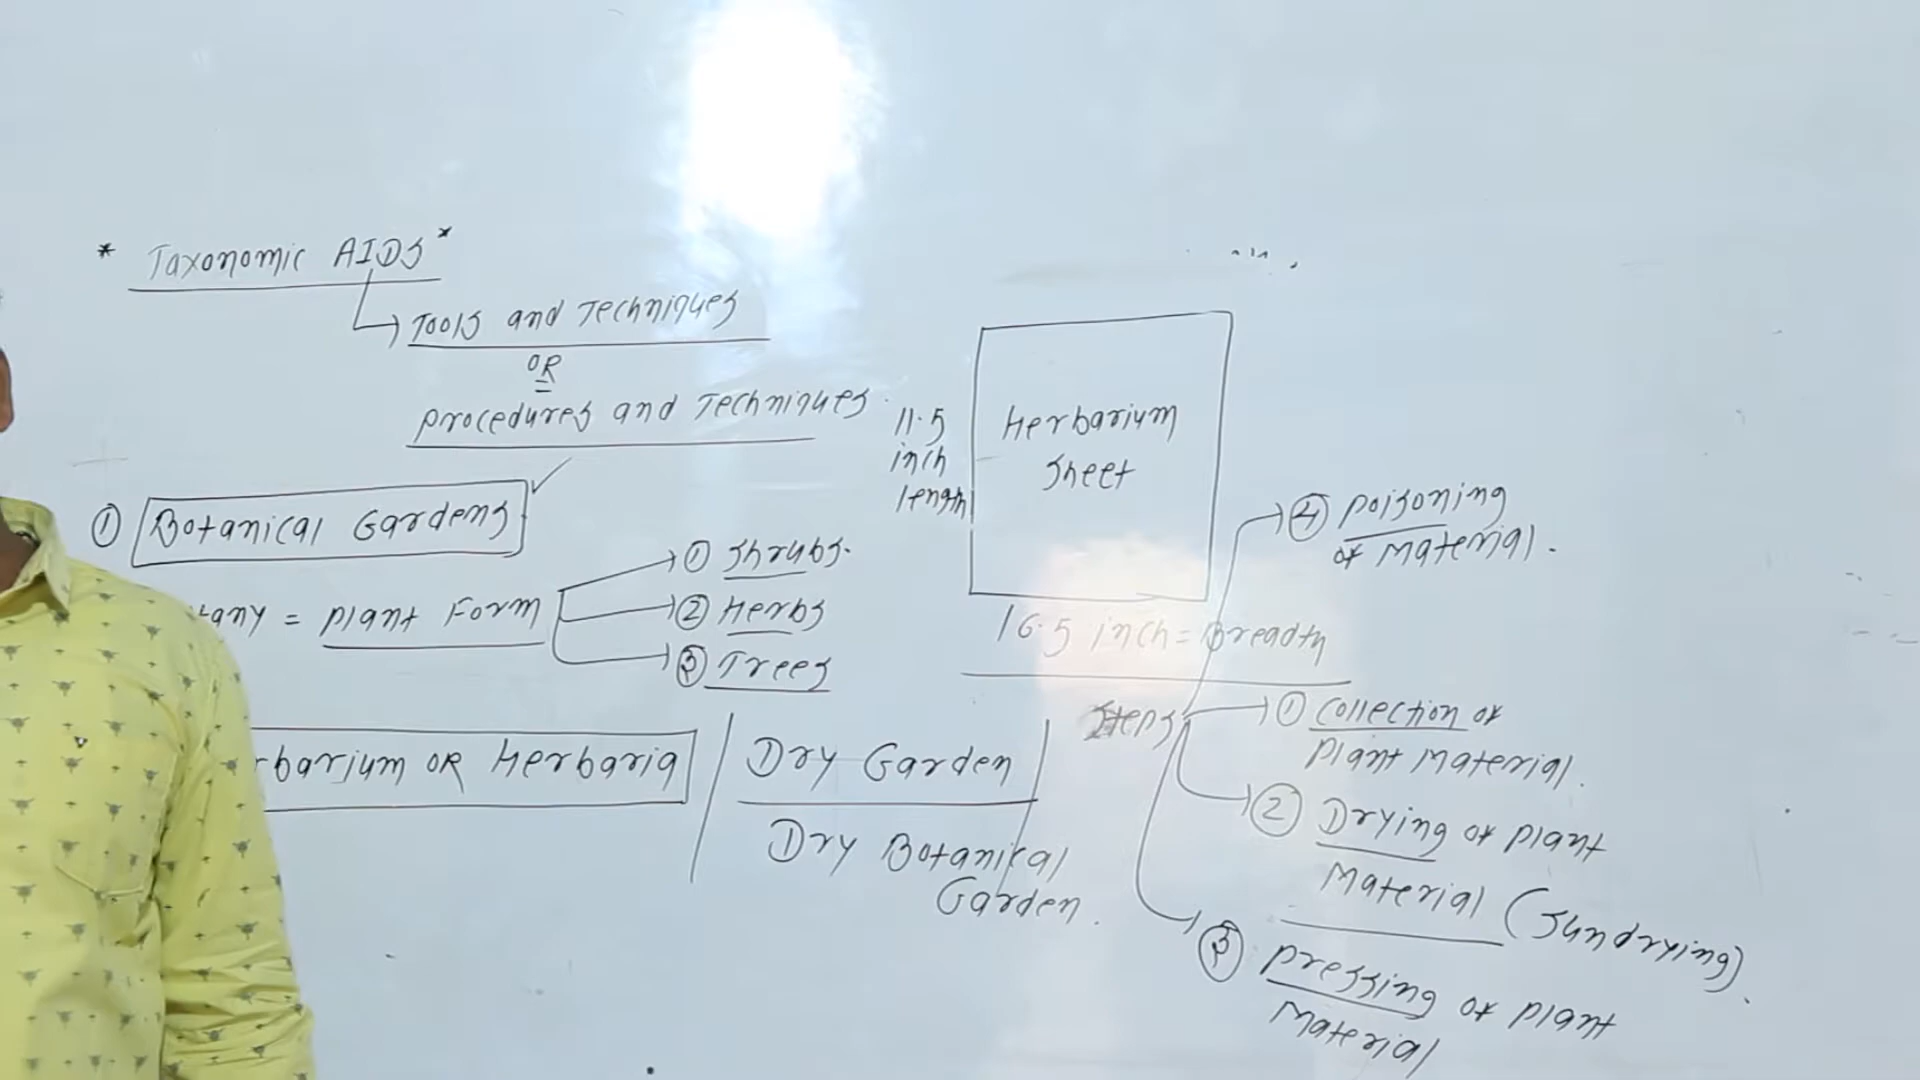 * Taxonomic AIDS *
Tools and Techniques
OR
Procedures and Techniques.
① Botanical Gardens
= Plant Form
① Shrubs.
② Herbs
③ Trees
OR Herbaria
Dry Garden
Dry Botanical
Garden.
Herbarium
Sheet
11.5
inch
length
16.5 inch = Breadth
Steps
① Collection of
Plant Material.
② Drying of Plant
Material (Sundrying).
③ Pressing of Plant
Material
④ Poisoning
of Material.